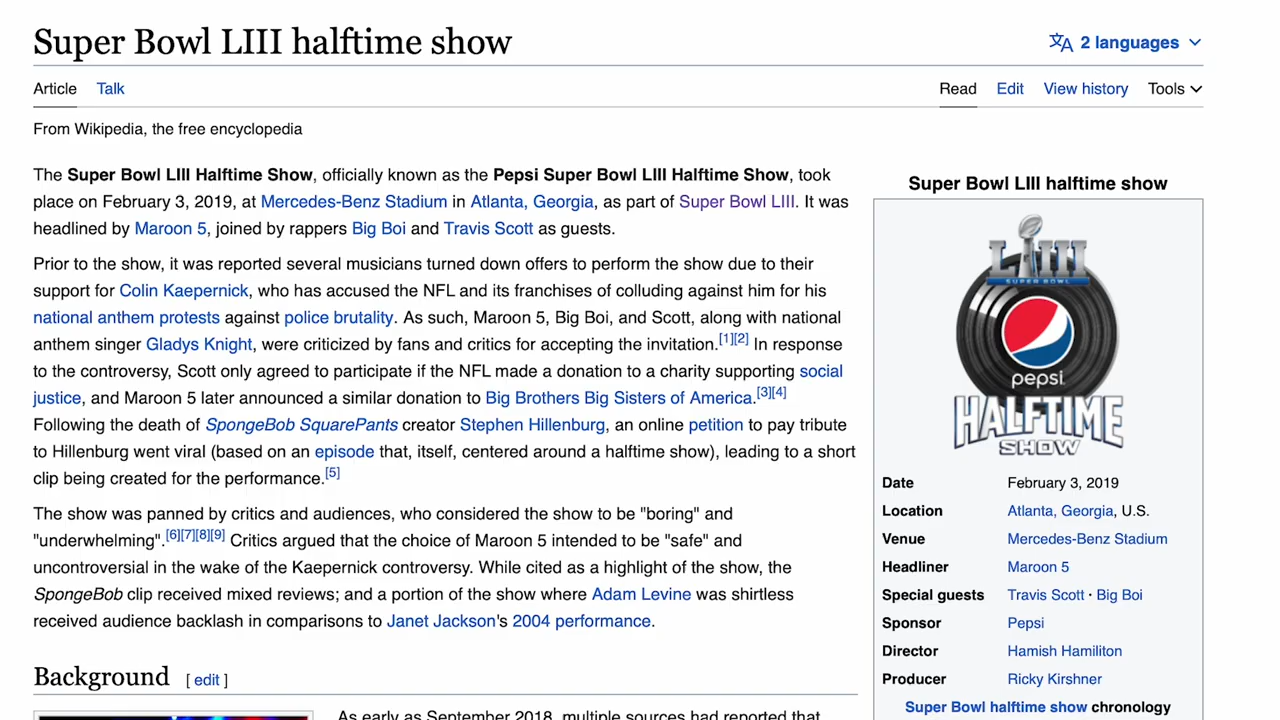 Super Bowl LIII halftime show
2 languages
Article Talk
Read Edit View history Tools
From Wikipedia, the free encyclopedia
The Super Bowl LIII Halftime Show, officially known as the Pepsi Super Bowl LIII Halftime Show, took
place on February 3, 2019, at Mercedes-Benz Stadium in Atlanta, Georgia, as part of Super Bowl LIII. It was
headlined by Maroon 5, joined by rappers Big Boi and Travis Scott as guests.
Prior to the show, it was reported several musicians turned down offers to perform the show due to their
support for Colin Kaepernick, who has accused the NFL and its franchises of colluding against him for his
national anthem protests against police brutality. As such, Maroon 5, Big Boi, and Scott, along with national
anthem singer Gladys Knight, were criticized by fans and critics for accepting the invitation.[1][2] In response
to the controversy, Scott only agreed to participate if the NFL made a donation to a charity supporting social
justice, and Maroon 5 later announced a similar donation to Big Brothers Big Sisters of America.[3][4]
Following the death of SpongeBob SquarePants creator Stephen Hillenburg, an online petition to pay tribute
to Hillenburg went viral (based on an episode that, itself, centered around a halftime show), leading to a short
clip being created for the performance.[5]
The show was panned by critics and audiences, who considered the show to be "boring" and
"underwhelming".[6][7][8][9] Critics argued that the choice of Maroon 5 intended to be "safe" and
uncontroversial in the wake of the Kaepernick controversy. While cited as a highlight of the show, the
SpongeBob clip received mixed reviews; and a portion of the show where Adam Levine was shirtless
received audience backlash in comparisons to Janet Jackson's 2004 performance.
Background [ edit ]
As early as September 2018, multiple sources had reported that
Super Bowl LIII halftime show
LIII
SUPER BOWL
pepsi
HALFTIME
SHOW
Date February 3, 2019
Location Atlanta, Georgia, U.S.
Venue Mercedes-Benz Stadium
Headliner Maroon 5
Special guests Travis Scott · Big Boi
Sponsor Pepsi
Director Hamish Hamiliton
Producer Ricky Kirshner
Super Bowl halftime show chronology